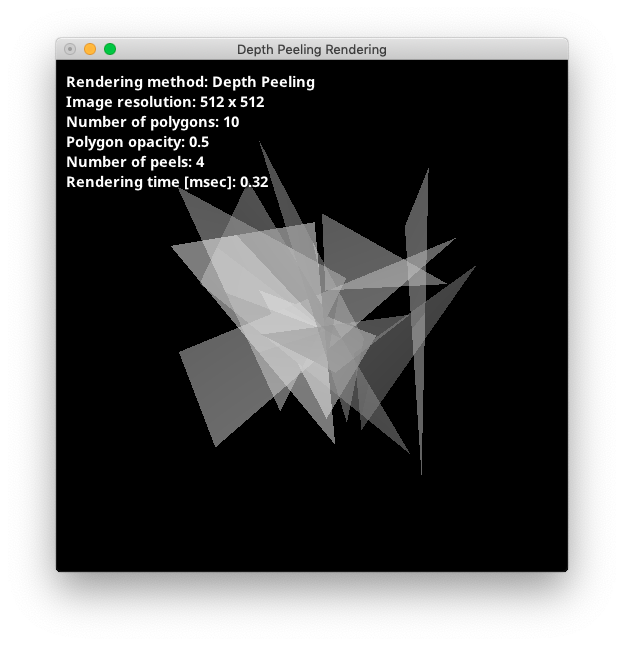 Depth Peeling Rendering
Rendering method: Depth Peeling
Image resolution: 512 x 512
Number of polygons: 10
Polygon opacity: 0.5
Number of peels: 4
Rendering time [msec]: 0.32